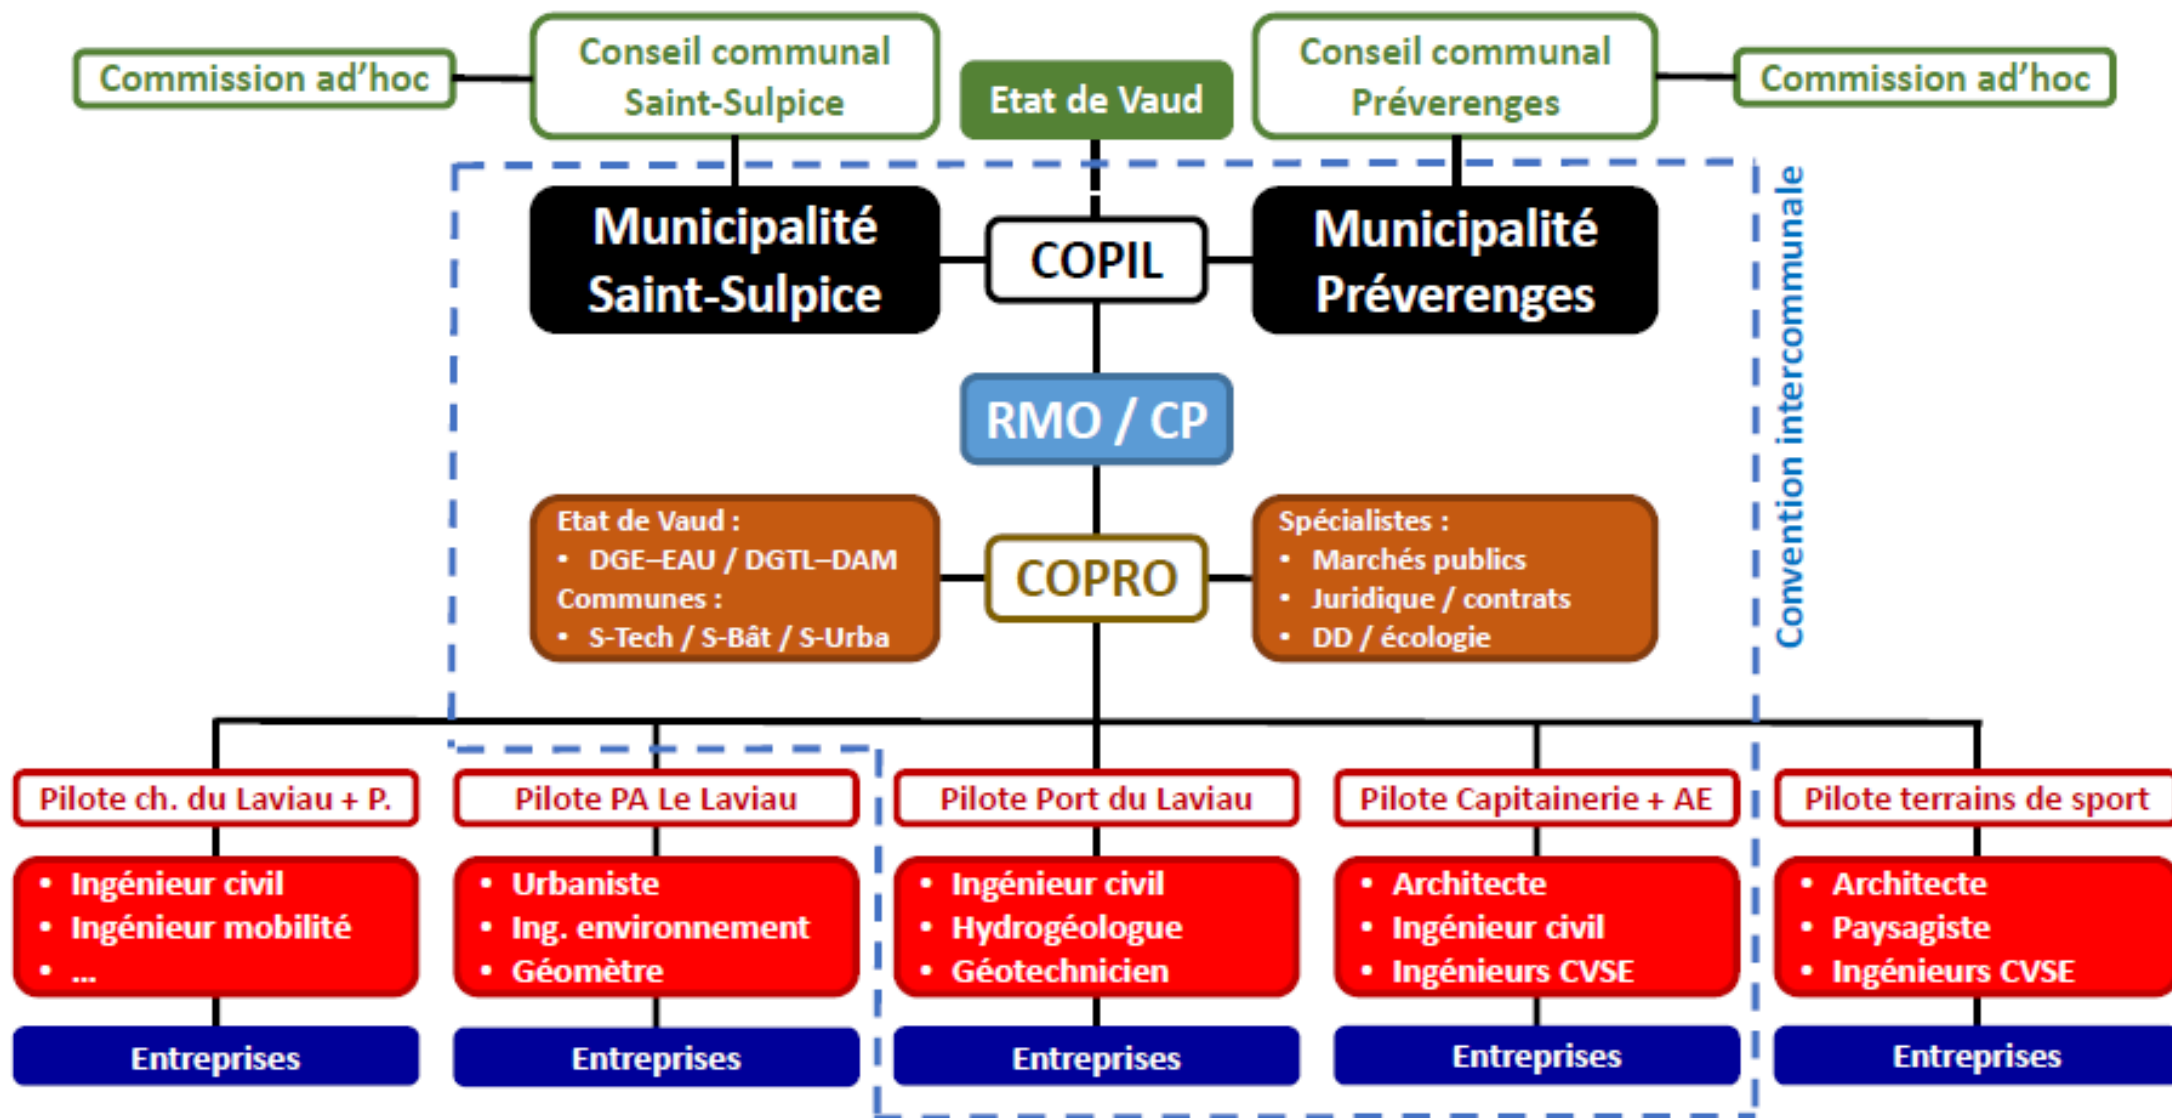 Commission ad’hoc
Conseil communal
Saint-Sulpice
Etat de Vaud
Conseil communal
Préverenges
Commission ad’hoc
Municipalité
Saint-Sulpice
COPIL
Municipalité
Préverenges
Convention intercommunale
RMO / CP
Etat de Vaud :
• DGE–EAU / DGTL–DAM
Communes :
• S-Tech / S-Bât / S-Urba
COPRO
Spécialistes :
• Marchés publics
• Juridique / contrats
• DD / écologie
Pilote ch. du Laviau + P.
Pilote PA Le Laviau
Pilote Port du Laviau
Pilote Capitainerie + AE
Pilote terrains de sport
• Ingénieur civil
• Ingénieur mobilité
• ...
• Urbaniste
• Ing. environnement
• Géomètre
• Ingénieur civil
• Hydrogéologue
• Géotechnicien
• Architecte
• Ingénieur civil
• Ingénieurs CVSE
• Architecte
• Paysagiste
• Ingénieurs CVSE
Entreprises
Entreprises
Entreprises
Entreprises
Entreprises